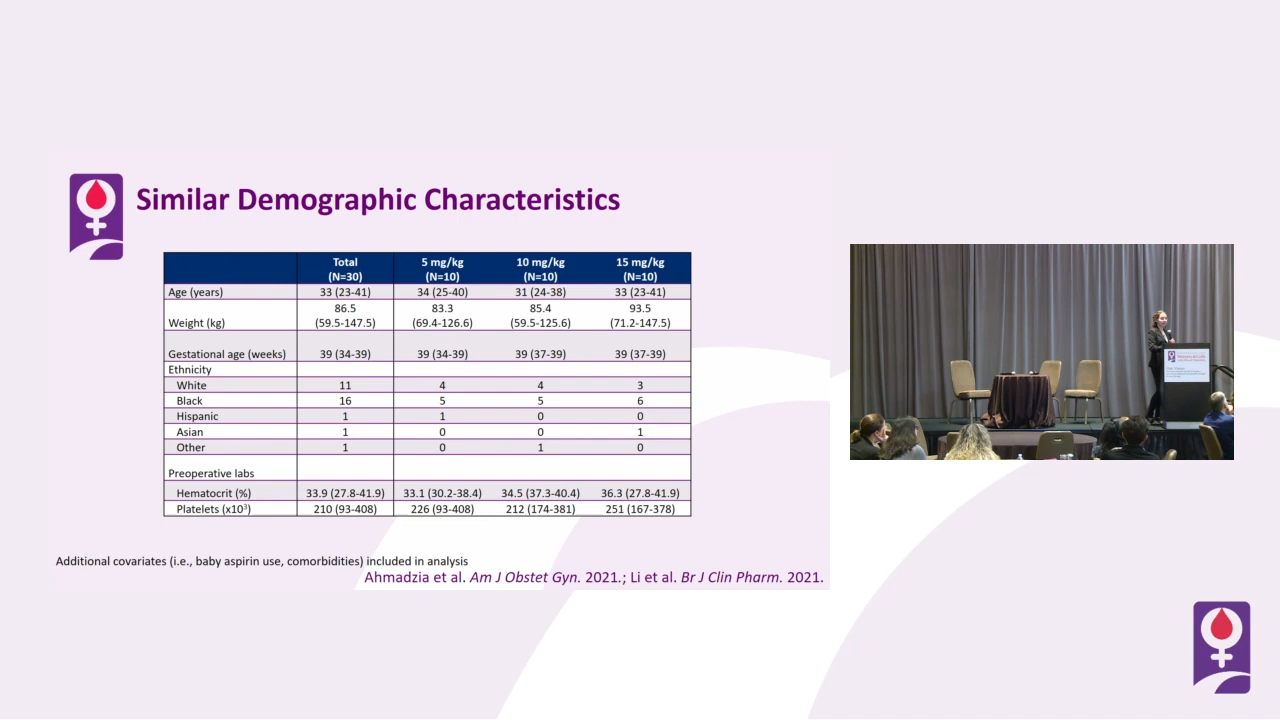 Similar Demographic Characteristics
Total (N=30) 5 mg/kg (N=10) 10 mg/kg (N=10) 15 mg/kg (N=10)
Age (years) 33 (23-41) 34 (25-40) 31 (24-38) 33 (23-41)
Weight (kg) 86.5 (59.5-147.5) 83.3 (69.4-126.6) 85.4 (59.5-125.6) 93.5 (71.2-147.5)
Gestational age (weeks) 39 (34-39) 39 (34-39) 39 (37-39) 39 (37-39)
Ethnicity
White 11 4 4 3
Black 16 5 5 6
Hispanic 1 1 0 0
Asian 1 0 0 1
Other 1 0 1 0
Preoperative labs
Hematocrit (%) 33.9 (27.8-41.9) 33.1 (30.2-38.4) 34.5 (37.3-40.4) 36.3 (27.8-41.9)
Platelets (x10³) 210 (93-408) 226 (93-408) 212 (174-381) 251 (167-378)
Additional covariates (i.e., baby aspirin use, comorbidities) included in analysis
Ahmadzia et al. Am J Obstet Gyn. 2021.; Li et al. Br J Clin Pharm. 2021.